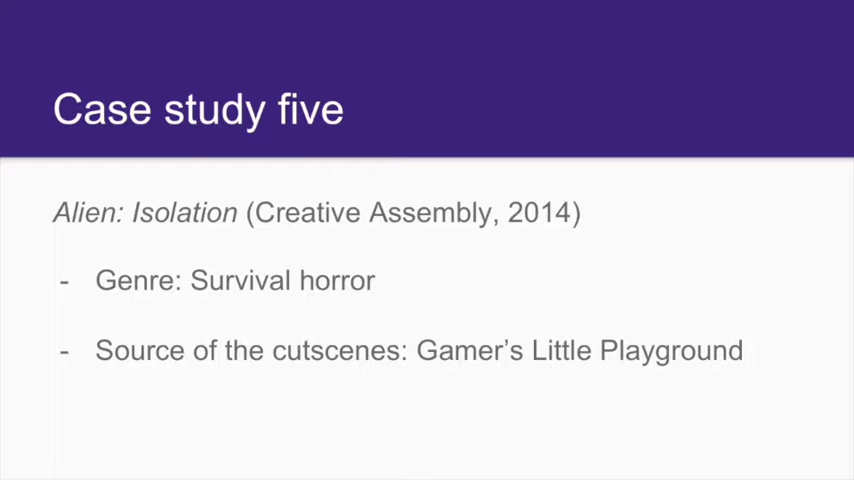 Case study five
Alien: Isolation (Creative Assembly, 2014)
- Genre: Survival horror
- Source of the cutscenes: Gamer’s Little Playground